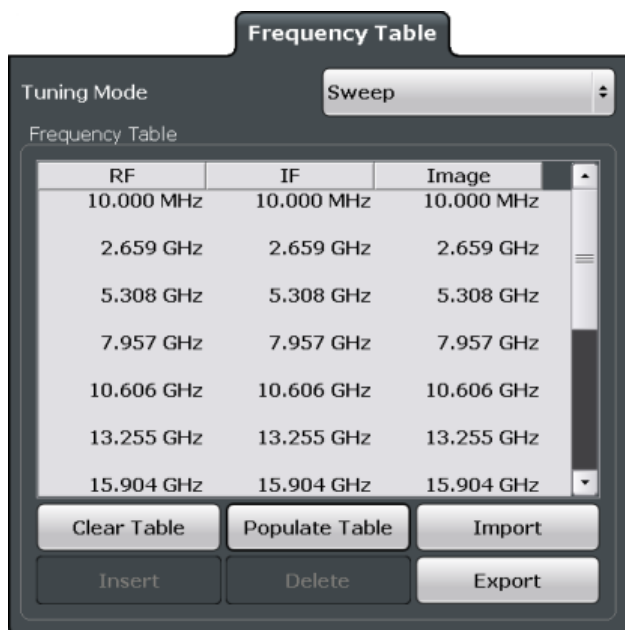 Frequency Table
Tuning Mode Sweep
Frequency Table
RF IF Image
10.000 MHz 10.000 MHz 10.000 MHz
2.659 GHz 2.659 GHz 2.659 GHz
5.308 GHz 5.308 GHz 5.308 GHz
7.957 GHz 7.957 GHz 7.957 GHz
10.606 GHz 10.606 GHz 10.606 GHz
13.255 GHz 13.255 GHz 13.255 GHz
15.904 GHz 15.904 GHz 15.904 GHz
Clear Table Populate Table Import
Insert Delete Export